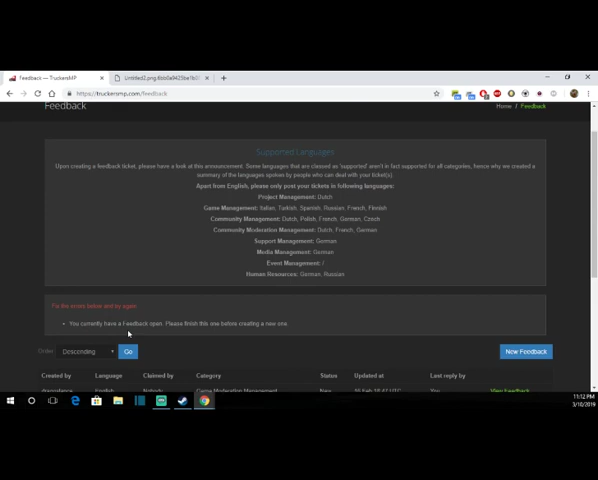 Feedback — TruckersMP
https://truckersmp.com/feedback
Feedback
Home / Feedback
Supported Languages
Upon creating a feedback ticket, please have a look at this announcement. Some languages that are classed as 'supported' aren't in fact supported for all categories, hence why we created a
summary of the languages spoken by people who can deal with your ticket(s).
Apart from English, please only post your tickets in following languages:
Project Management: Dutch
Game Management: Italian, Turkish, Spanish, Russian, French, Finnish
Community Management: Dutch, Polish, French, German, Czech
Community Moderation Management: Dutch, French, German
Support Management: German
Media Management: German
Event Management: /
Human Resources: German, Russian
Fix the errors below and try again:
You currently have a Feedback open. Please finish this one before creating a new one
Order Descending Go New Feedback
Created by Language Claimed by Category Status Updated at Last reply by
English Nobody Game Moderation Management New You View Feedback
11:12 PM
3/10/2019